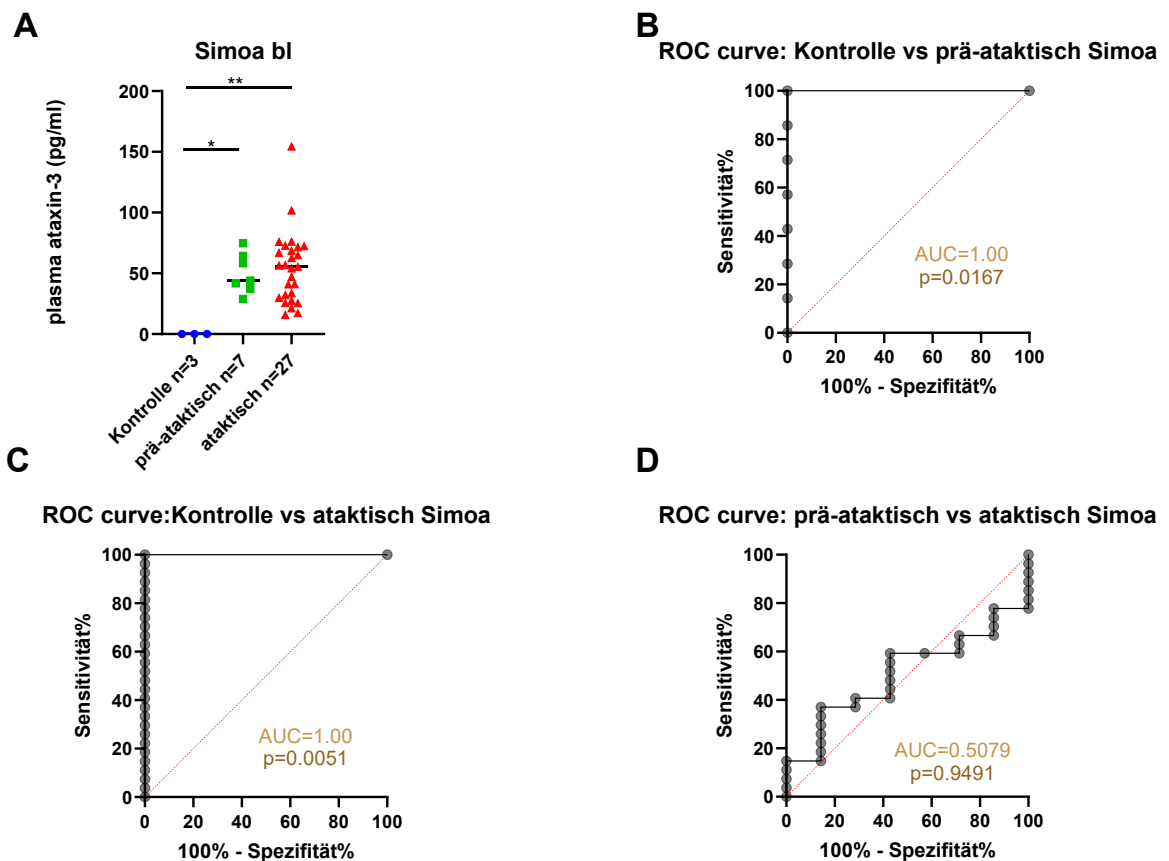 A
Simoa bl
**
*
200
150
100
50
0
plasma ataxin-3 (pg/ml)
Kontrolle n=3
prä-ataktisch n=7
ataktisch n=27
B
ROC curve: Kontrolle vs prä-ataktisch Simoa
100
80
60
40
20
0
Sensitivität%
AUC=1.00
p=0.0167
0 20 40 60 80 100
100% - Spezifität%
C
ROC curve:Kontrolle vs ataktisch Simoa
100
80
60
40
20
0
Sensitivität%
AUC=1.00
p=0.0051
0 20 40 60 80 100
100% - Spezifität%
D
ROC curve: prä-ataktisch vs ataktisch Simoa
100
80
60
40
20
0
Sensitivität%
AUC=0.5079
p=0.9491
0 20 40 60 80 100
100% - Spezifität%